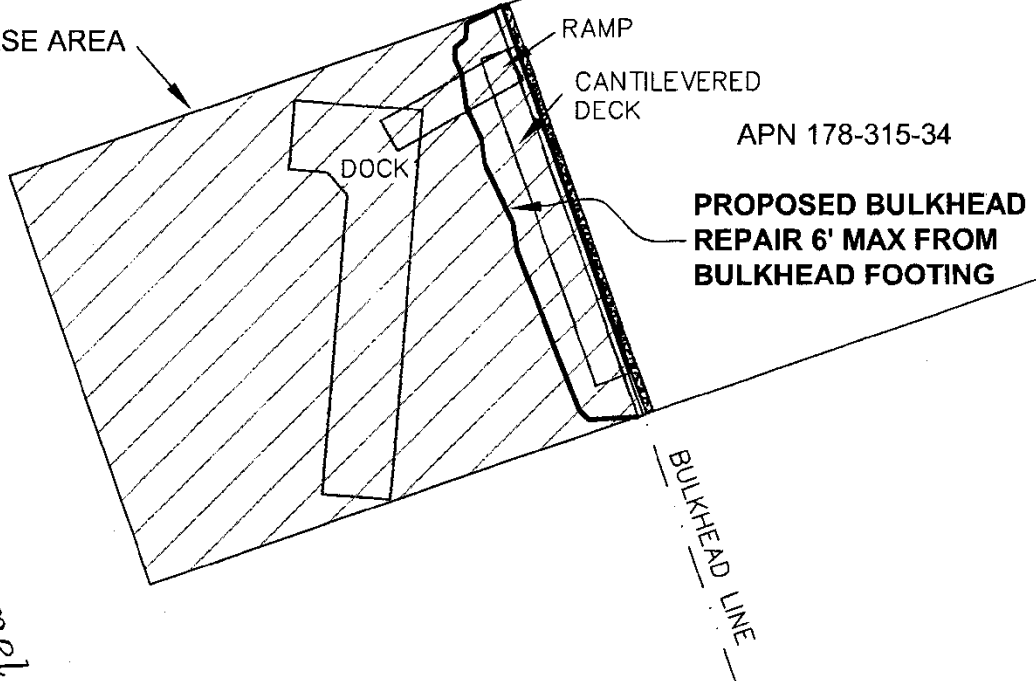 SE AREA
RAMP
CANTILEVERED
DECK
APN 178-315-34
DOCK
PROPOSED BULKHEAD
REPAIR 6' MAX FROM
BULKHEAD FOOTING
BULKHEAD LINE